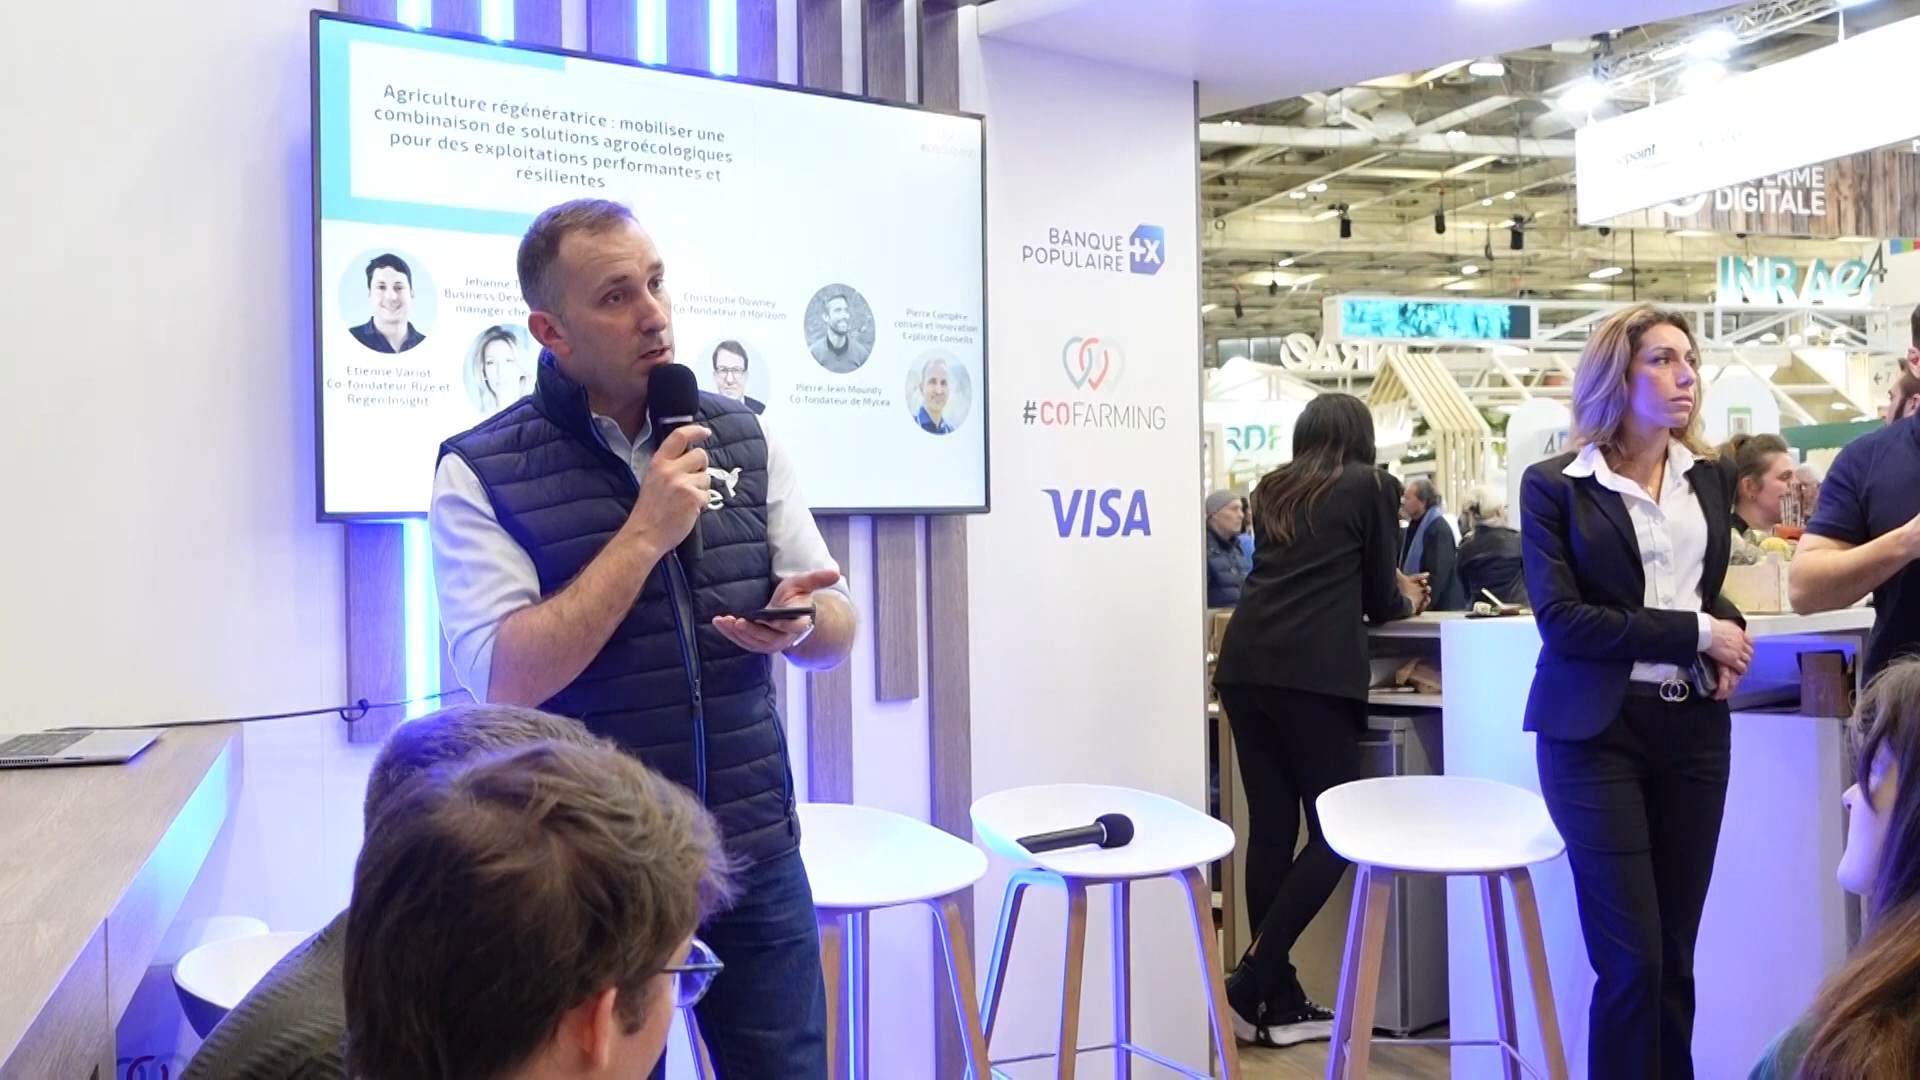 Agriculture régénératrice : mobiliser une
combinaison de solutions agroécologiques
pour des exploitations performantes et
résilientes
Etienne Variot
Co-fondateur Rize et
Regen Insight
Jehanne
Business
manager che
Christophe Downey
Co-fondateur d'Horizom
Pierre-Jean Moundy
Co-fondateur de Mycea
Pierre Compère
conseil et innovation
Explicite Conseils
BANQUE
POPULAIRE +X
#COFARMING
VISA
DIGITALE
INRAE